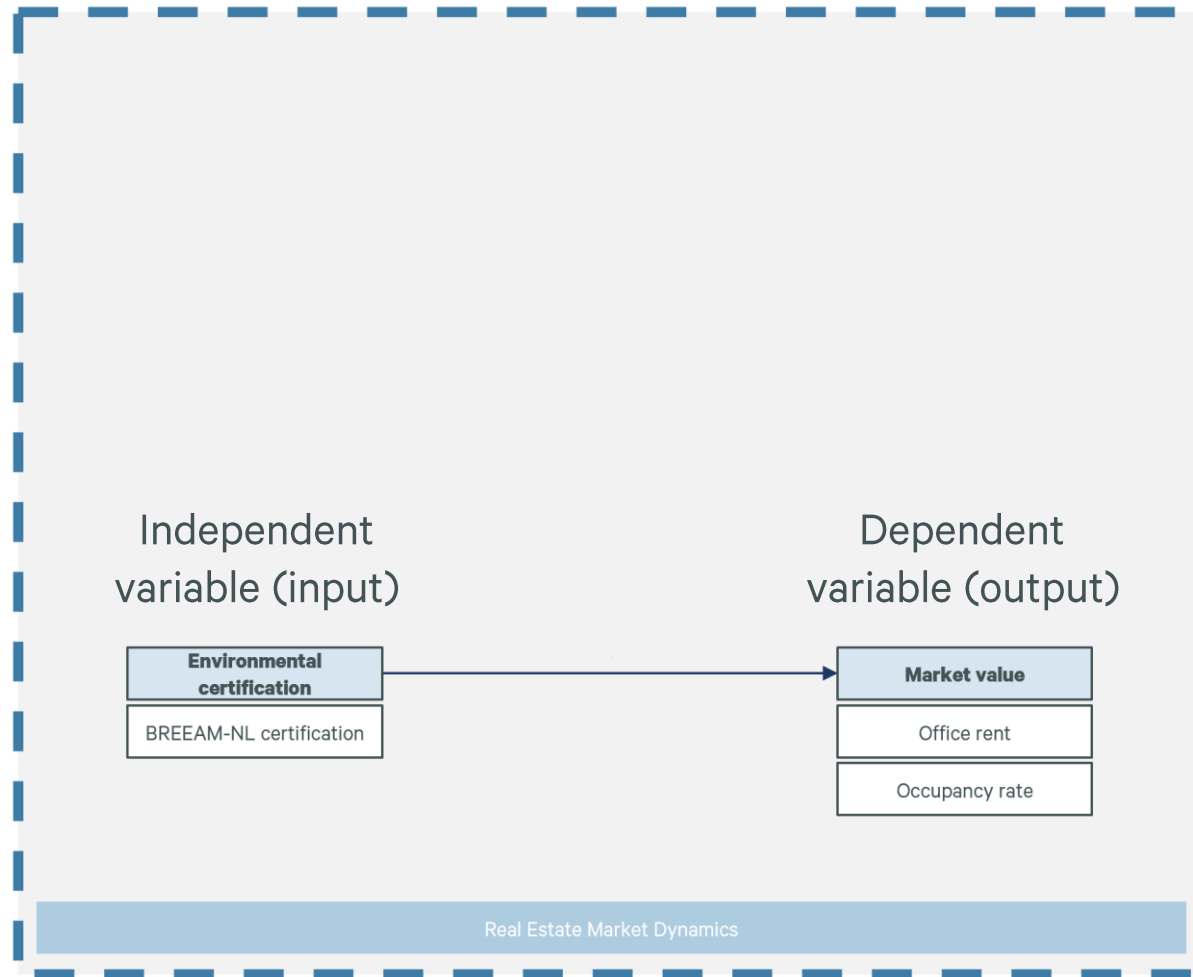 Independent
variable (input)
Dependent
variable (output)
Environmental
certification
Market value
BREEAM-NL certification
Office rent
Occupancy rate
Real Estate Market Dynamics